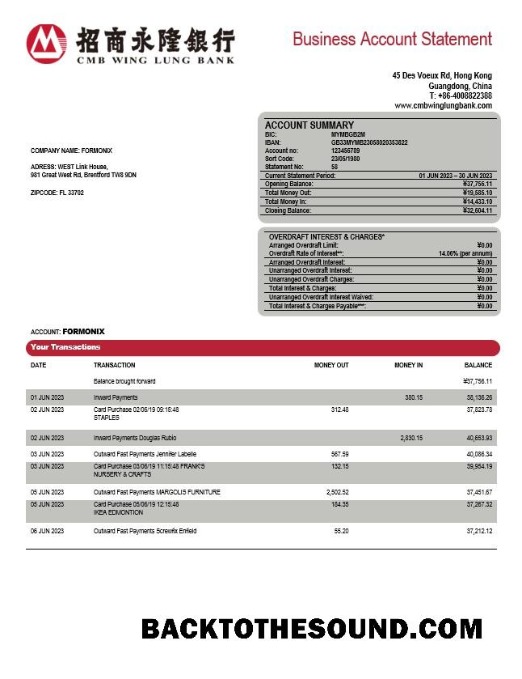 招商永隆銀行
CMB WING LUNG BANK
Business Account Statement
45 Des Voeux Rd, Hong Kong
Guangdong, China
T: +86-4008822388
www.cmbwinglungbank.com
COMPANY NAME: FORMONIX
ADRESS: WEST Link House,
981 Great West Rd, Brentford TW8 9DN
ZIPCODE: FL 33702
ACCOUNT SUMMARY
BIC: MYMBGB2M
IBAN: GB33MYMB23058020353822
Account no: 123456789
Sort Code: 23/05/1980
Statement No: 58
Current Statement Period: 01 JUN 2023 – 30 JUN 2023
Opening Balance: ¥37,756.11
Total Money Out: ¥19,585.10
Total Money In: ¥14,433.10
Closing Balance: ¥32,604.11
OVERDRAFT INTEREST & CHARGES*
Arranged Overdraft Limit: ¥0.00
Overdraft Rate of Interest**: 14.06% (per annum)
Arranged Overdraft Interest: ¥0.00
Unarranged Overdraft Interest: ¥0.00
Unarranged Overdraft Charges: ¥0.00
Total Interest & Charges: ¥0.00
Unarranged Overdraft Interest Waived: ¥0.00
Total Interest & Charges Payable***: ¥0.00
ACCOUNT: FORMONIX
Your Transactions
DATE TRANSACTION MONEY OUT MONEY IN BALANCE
Balance brought forward ¥37,756.11
01 JUN 2023 Inward Payments 380.15 38,136.26
02 JUN 2023 Card Purchase 02/06/19 09:16:48 312.48 37,823.78
STAPLES
02 JUN 2023 Inward Payments Douglas Rubio 2,830.15 40,653.93
03 JUN 2023 Outward Fast Payments Jennifer Labelle 567.59 40,086.34
03 JUN 2023 Card Purchase 03/06/19 11:15:48 FRANK'S 132.15 39,954.19
NURSERY & CRAFTS
05 JUN 2023 Outward Fast Payments MARGOLIS FURNITURE 2,502.52 37,451.67
05 JUN 2023 Card Purchase 05/06/19 12:15:48 184.35 37,267.32
IKEA EDMONTION
06 JUN 2023 Outward Fast Payments Screwfix Enfield 55.20 37,212.12
BACKTOTHESOUND.COM